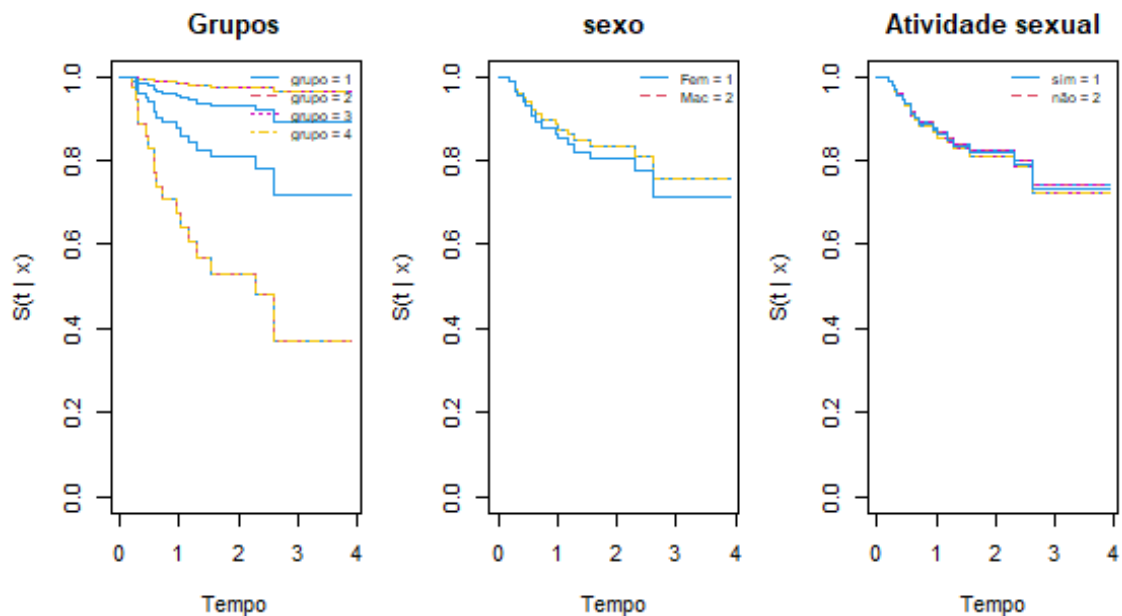 Grupos
grupo = 1
grupo = 2
grupo = 3
grupo = 4
S(t | x)
1.0
0.8
0.6
0.4
0.2
0.0
0 1 2 3 4
Tempo
sexo
Fem = 1
Mac = 2
S(t | x)
1.0
0.8
0.6
0.4
0.2
0.0
0 1 2 3 4
Tempo
Atividade sexual
sim = 1
não = 2
S(t | x)
1.0
0.8
0.6
0.4
0.2
0.0
0 1 2 3 4
Tempo